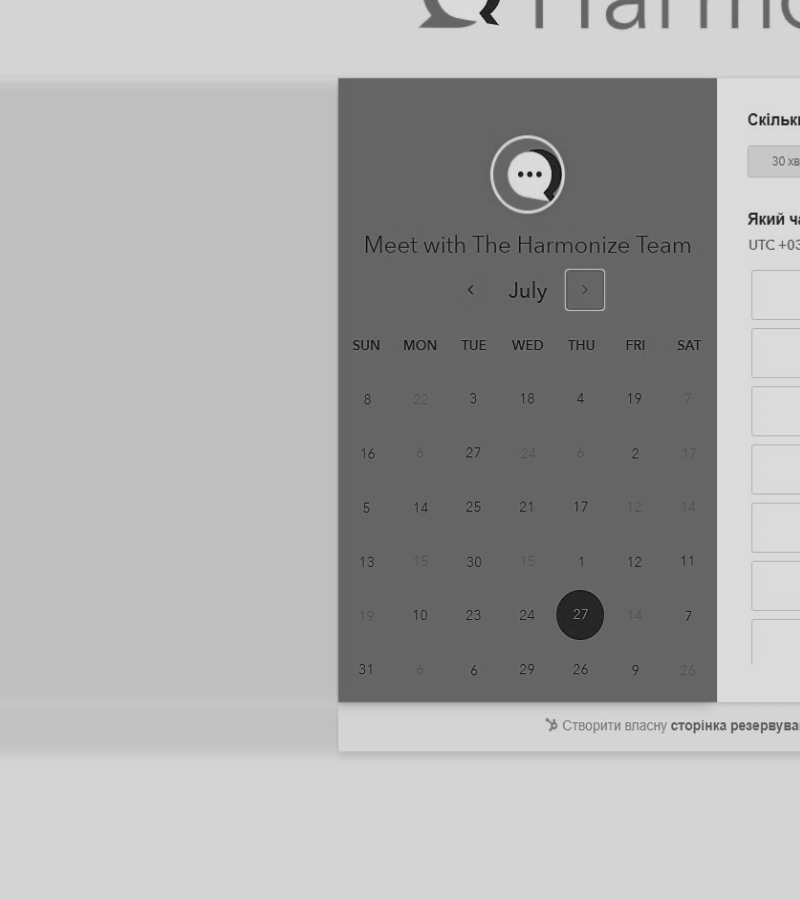 Harmo
Meet with The Harmonize Team
July
SUN MON TUE WED THU FRI SAT
8 22 3 18 4 19 7
16 6 27 24 6 2 17
5 14 25 21 17 12 14
13 15 30 15 1 12 11
19 10 23 24 27 14 7
31 6 6 29 26 9 26
Скільк
30 хв
Який ча
UTC +03
Створити власну сторінка резервува